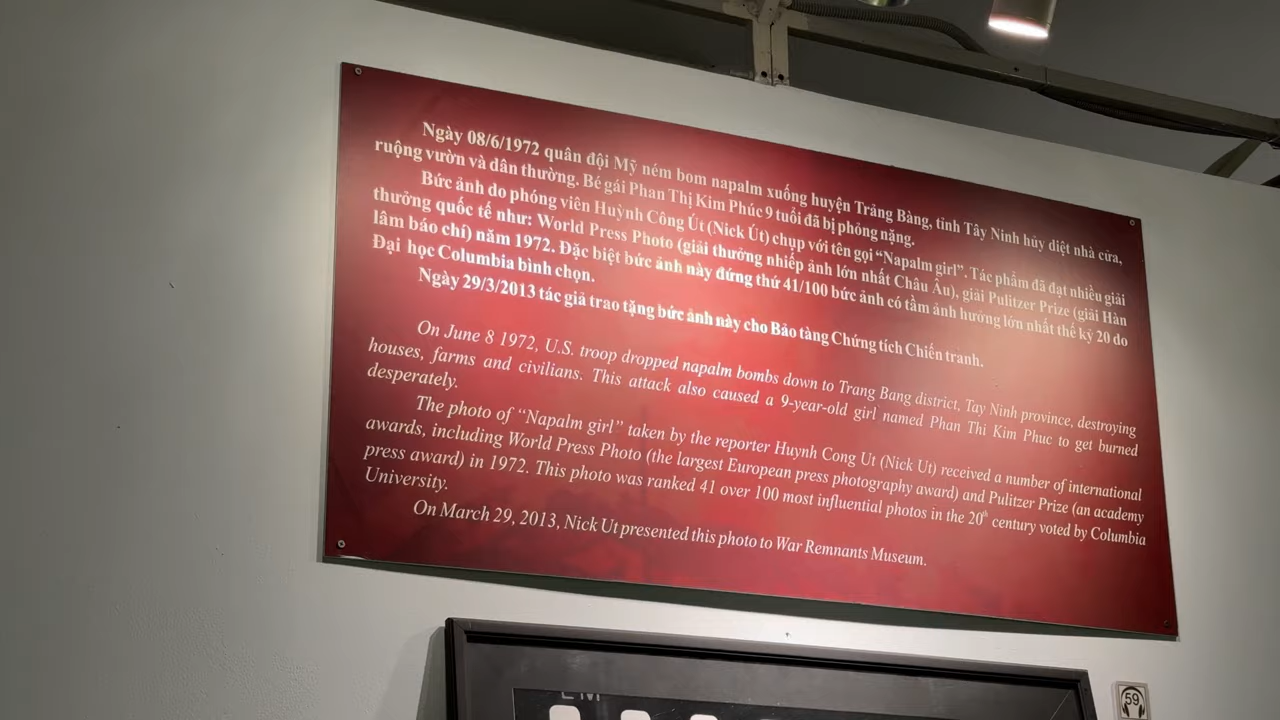 Ngày 08/6/1972 quân đội Mỹ ném bom napalm xuống huyện Trảng Bàng, tỉnh Tây Ninh hủy diệt nhà cửa,
ruộng vườn và dân thường. Bé gái Phan Thị Kim Phúc 9 tuổi đã bị phỏng nặng.
Bức ảnh do phóng viên Huỳnh Công Út (Nick Út) chụp với tên gọi “Napalm girl”. Tác phẩm đã đạt nhiều giải
thưởng quốc tế như: World Press Photo (giải thưởng nhiếp ảnh lớn nhất Châu Âu), giải Pulitzer Prize (giải Hàn
lâm báo chí) năm 1972. Đặc biệt bức ảnh này đứng thứ 41/100 bức ảnh có tầm ảnh hưởng lớn nhất thế kỷ 20 do
Đại học Columbia bình chọn.
Ngày 29/3/2013 tác giả trao tặng bức ảnh này cho Bảo tàng Chứng tích Chiến tranh.
On June 8 1972, U.S. troop dropped napalm bombs down to Trang Bang district, Tay Ninh province, destroying
houses, farms and civilians. This attack also caused a 9-year-old girl named Phan Thi Kim Phuc to get burned
desperately.
The photo of “Napalm girl” taken by the reporter Huynh Cong Ut (Nick Ut) received a number of international
awards, including World Press Photo (the largest European press photography award) and Pulitzer Prize (an academy
press award) in 1972. This photo was ranked 41 over 100 most influential photos in the 20th century voted by Columbia
University.
On March 29, 2013, Nick Ut presented this photo to War Remnants Museum.
59